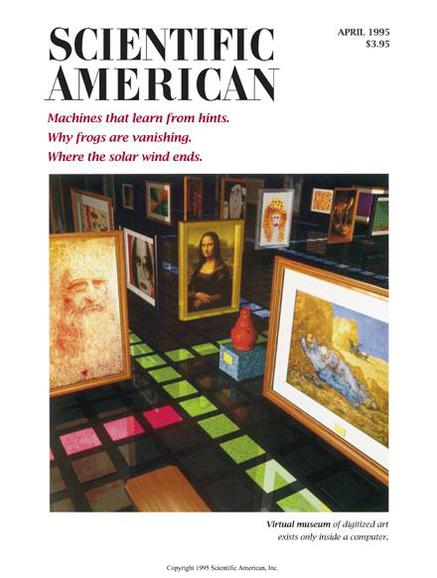 SCIENTIFIC
AMERICAN
APRIL 1995
$3.95
Machines that learn from hints.
Why frogs are vanishing.
Where the solar wind ends.
Virtual museum of digitized art
exists only inside a computer.
Copyright 1995 Scientific American, Inc.